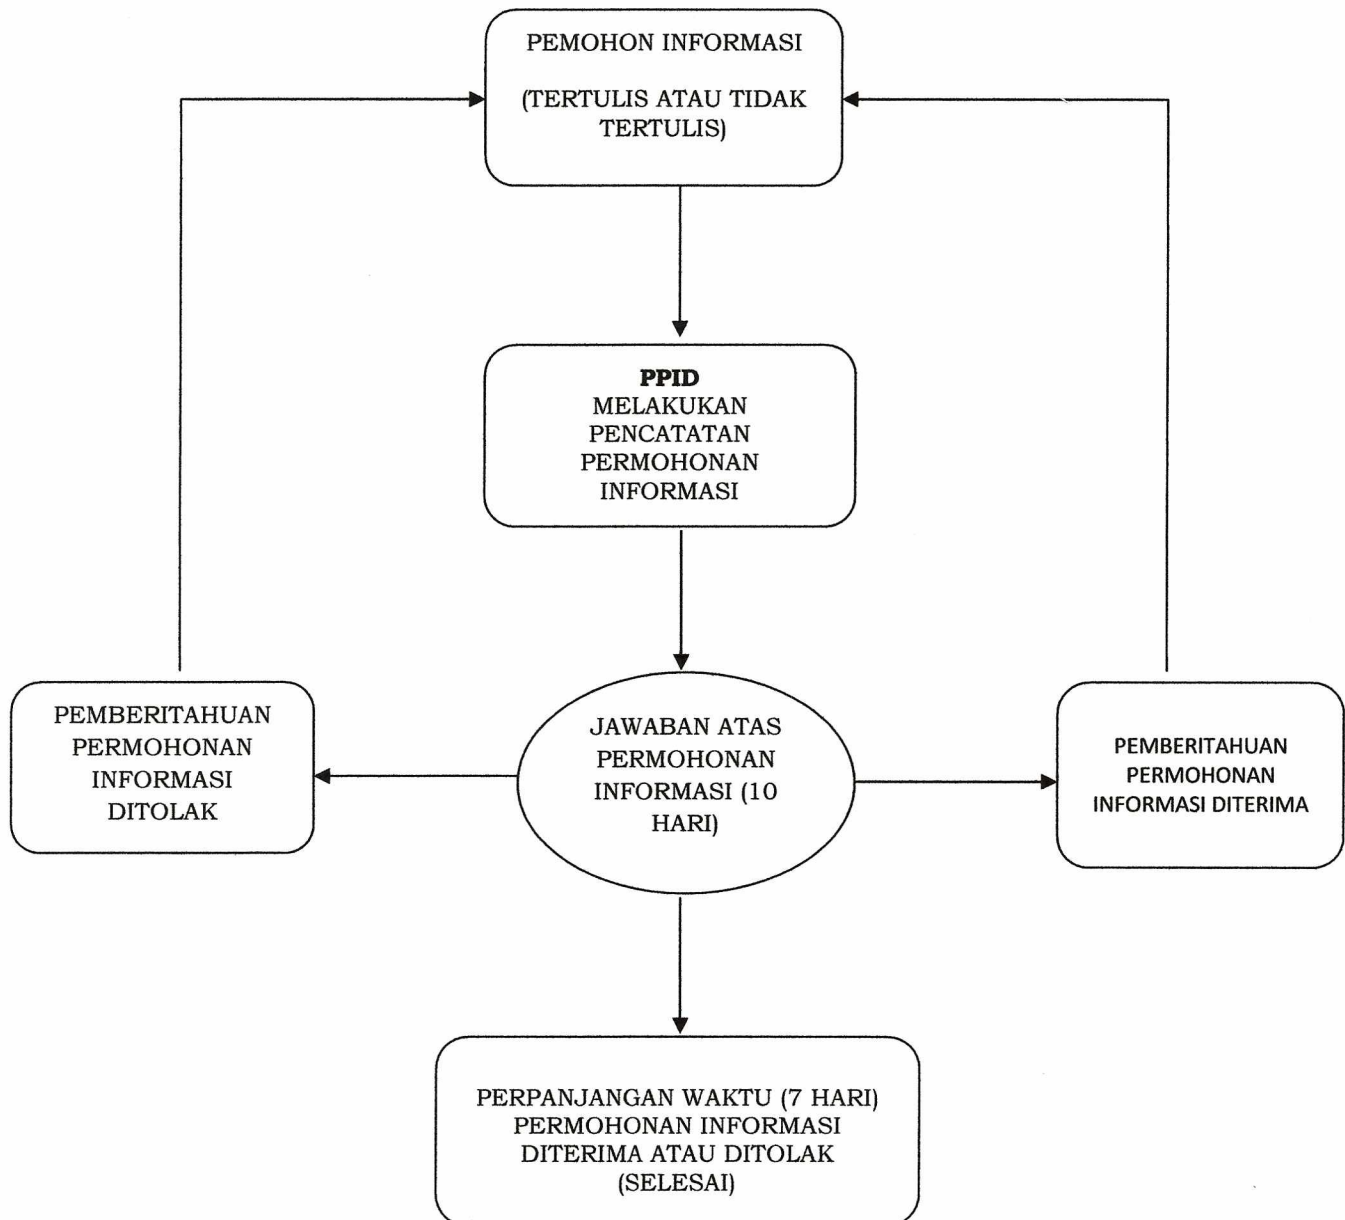 PEMOHON INFORMASI
(TERTULIS ATAU TIDAK
TERTULIS)
PPID
MELAKUKAN
PENCATATAN
PERMOHONAN
INFORMASI
PEMBERITAHUAN
PERMOHONAN
INFORMASI
DITOLAK
JAWABAN ATAS
PERMOHONAN
INFORMASI (10
HARI)
PEMBERITAHUAN
PERMOHONAN
INFORMASI DITERIMA
PERPANJANGAN WAKTU (7 HARI)
PERMOHONAN INFORMASI
DITERIMA ATAU DITOLAK
(SELESAI)